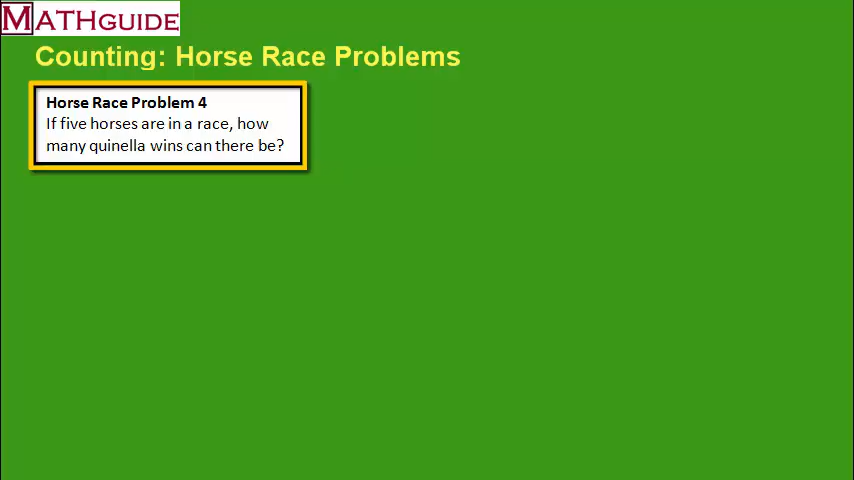 MATHGUIDE
Counting: Horse Race Problems
Horse Race Problem 4
If five horses are in a race, how
many quinella wins can there be?